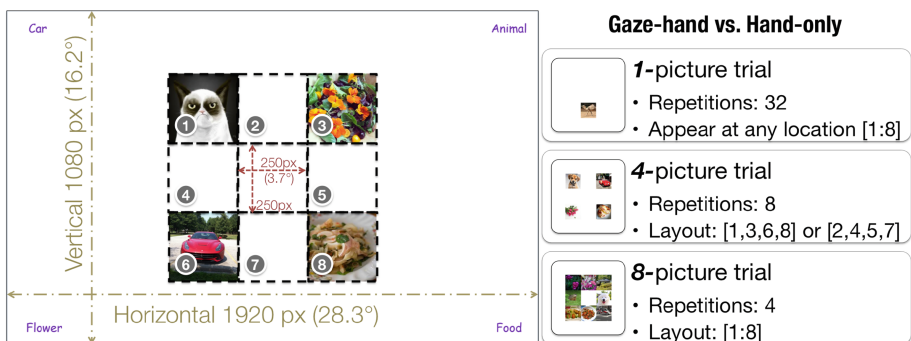 Car
Animal
Vertical 1080 px (16.2°)
1
2
3
4
250px
(3.7°)
250px
5
6
7
8
Horizontal 1920 px (28.3°)
Flower
Food
Gaze-hand vs. Hand-only
1-picture trial
• Repetitions: 32
• Appear at any location [1:8]
4-picture trial
• Repetitions: 8
• Layout: [1,3,6,8] or [2,4,5,7]
8-picture trial
• Repetitions: 4
• Layout: [1:8]